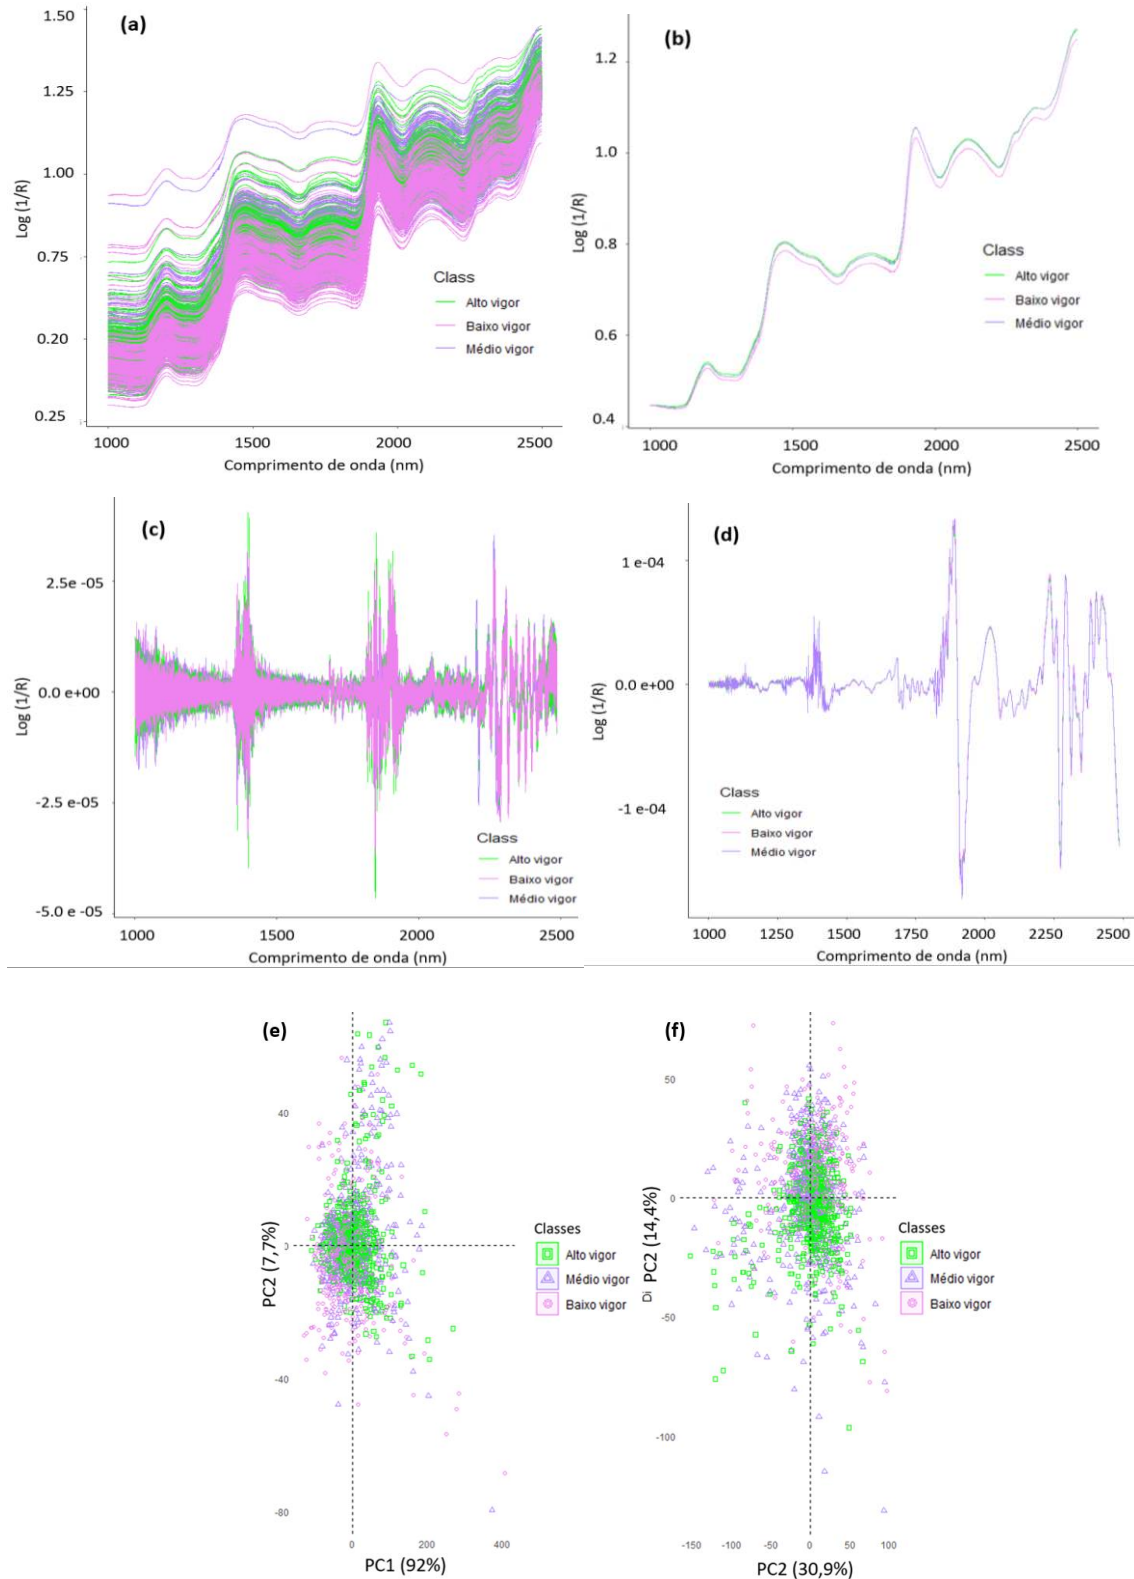 (a)
Log (1/R)
1.50
1.25
1.00
0.75
0.20
0.25
Class
Alto vigor
Baixo vigor
Médio vigor
1000 1500 2000 2500
Comprimento de onda (nm)
(b)
Log (1/R)
1.2
1.0
0.8
0.6
0.4
Class
Alto vigor
Baixo vigor
Médio vigor
1000 1500 2000 2500
Comprimento de onda (nm)
(c)
Log (1/R)
2.5e -05
0.0 e+00
-2.5 e-05
-5.0 e -05
Class
Alto vigor
Baixo vigor
Médio vigor
1000 1500 2000 2500
Comprimento de onda (nm)
(d)
Log (1/R)
1 e-04
0.0 e+00
-1 e-04
Class
Alto vigor
Baixo vigor
Médio vigor
1000 1250 1500 1750 2000 2250 2500
Comprimento de onda (nm)
(e)
PC2 (7,7%)
40
-40
-80
Classes
Alto vigor
Médio vigor
Baixo vigor
0 200 400
PC1 (92%)
(f)
Di PC2 (14,4%)
50
0
-50
-100
Classes
Alto vigor
Médio vigor
Baixo vigor
-150 -100 -50 0 50 100
PC2 (30,9%)